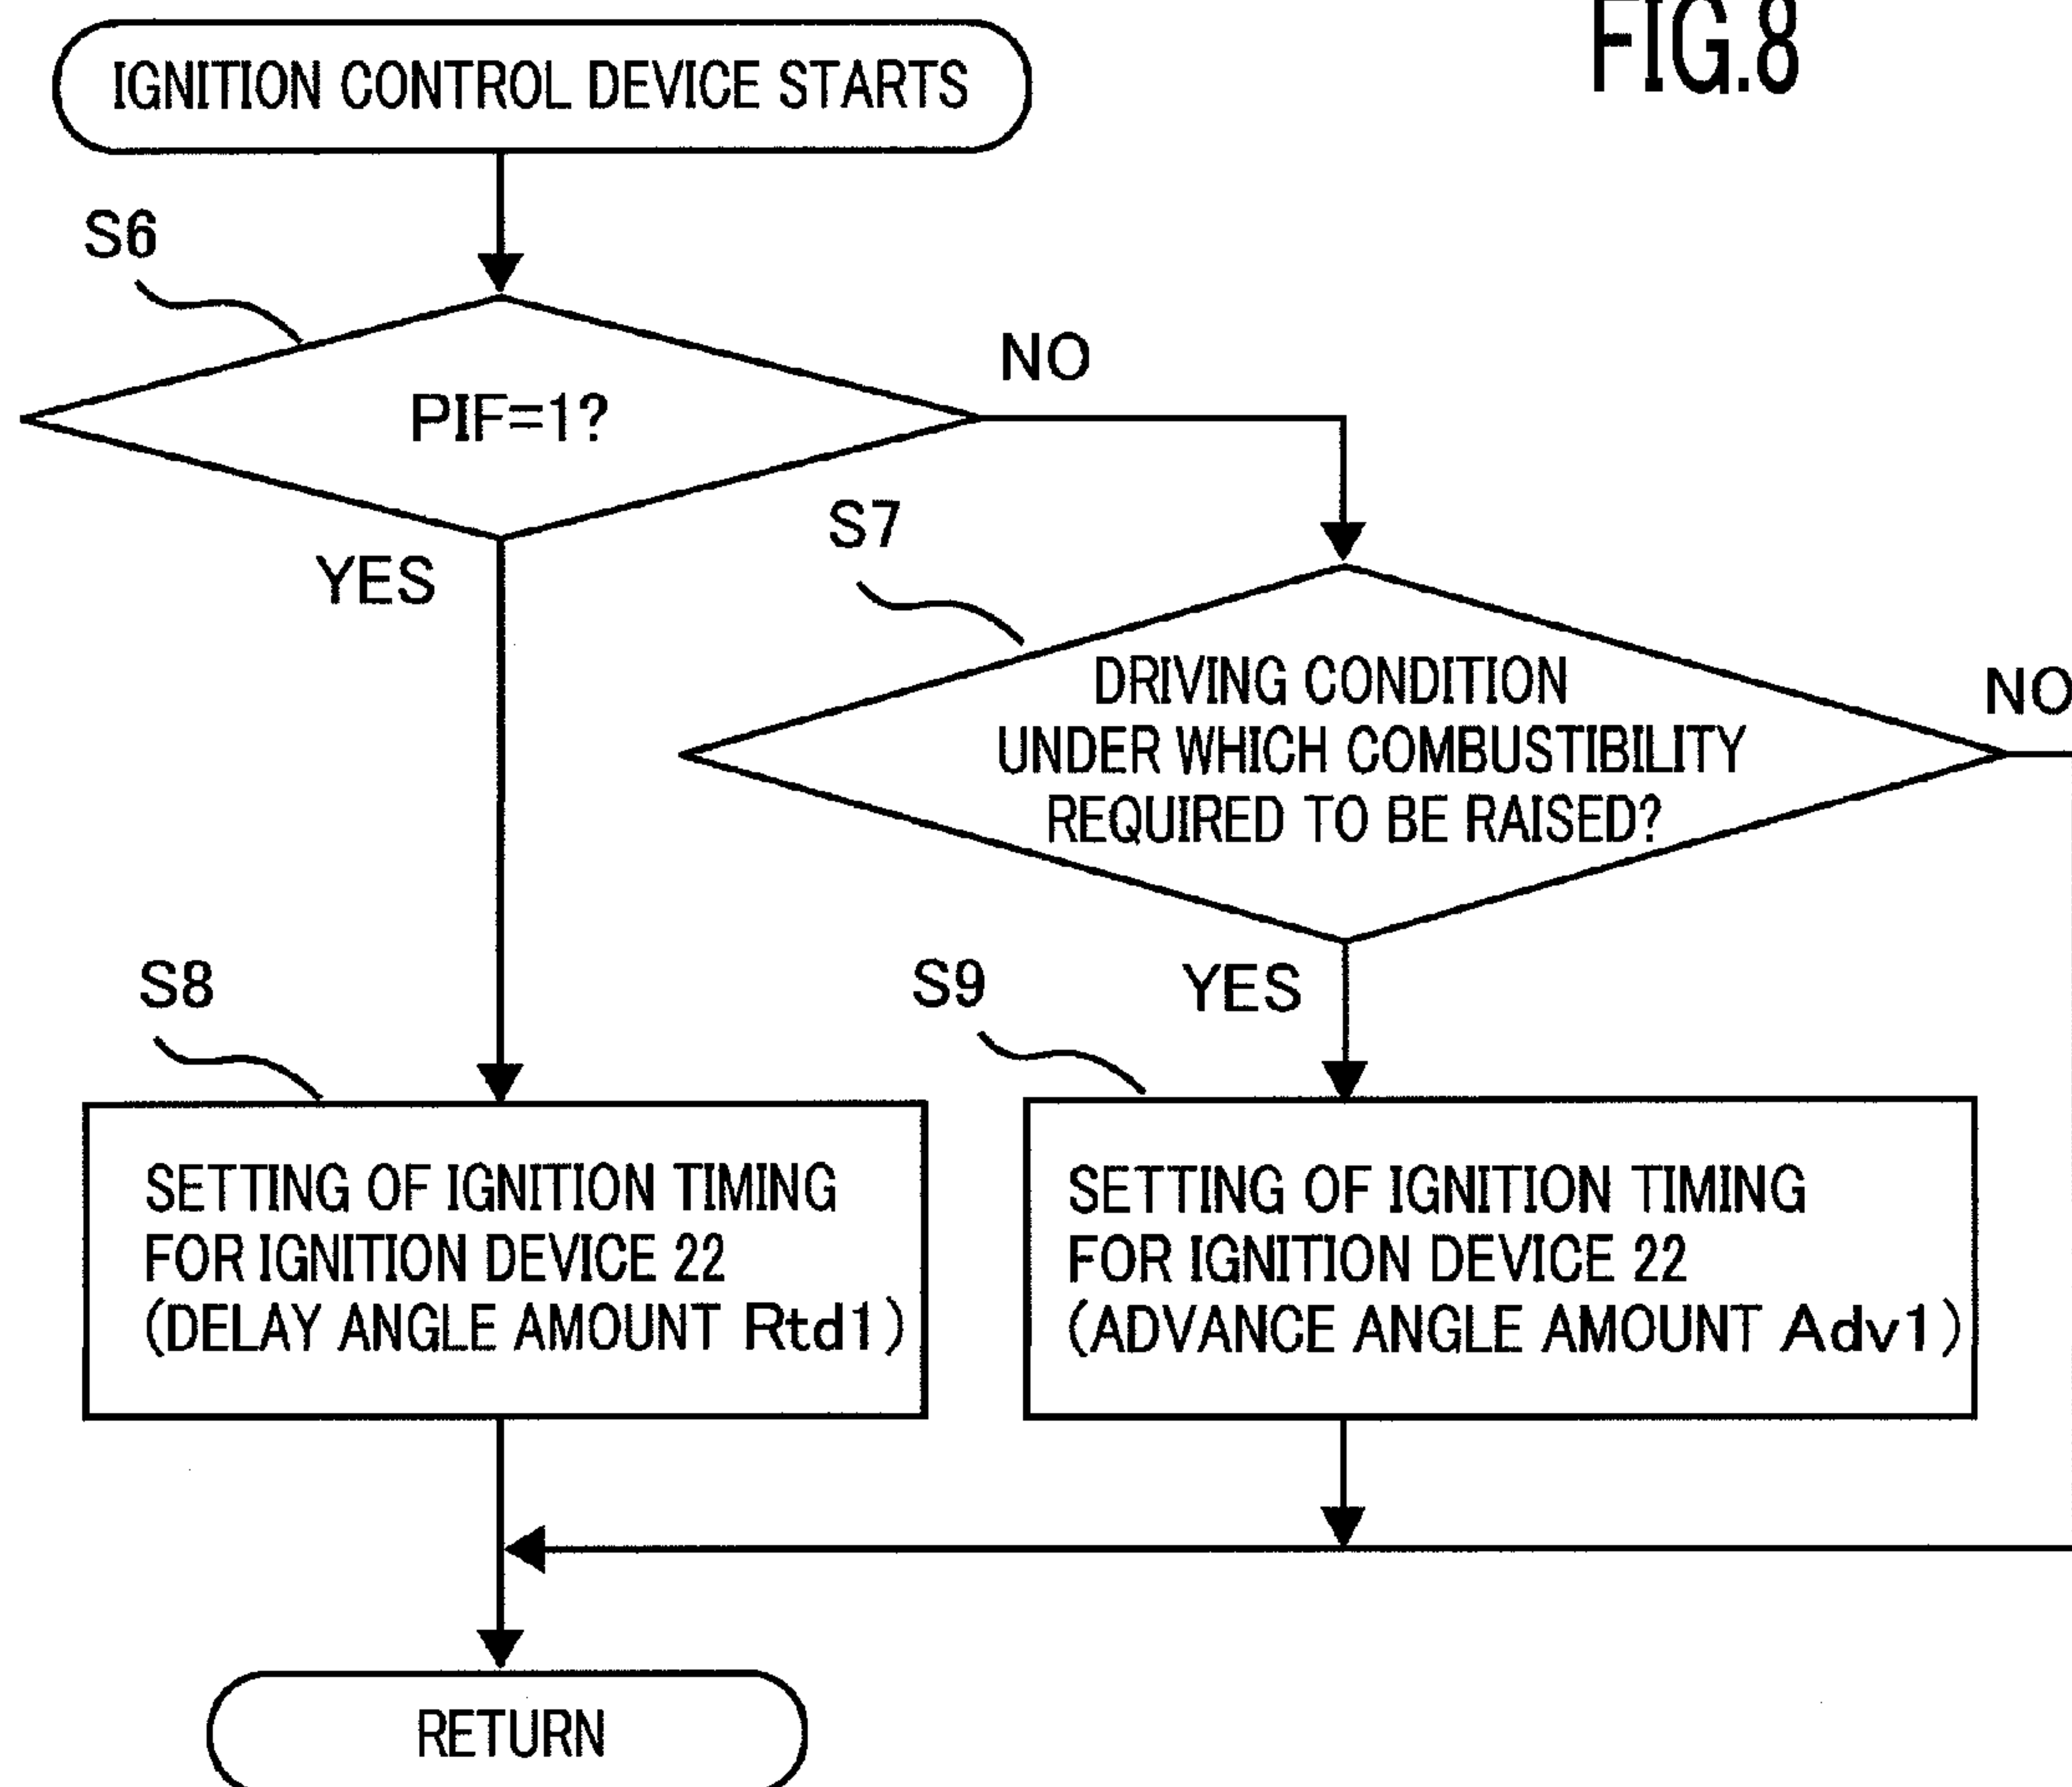 FIG.8
IGNITION CONTROL DEVICE STARTS
S6
PIF=1?
NO
YES
S7
DRIVING CONDITION
UNDER WHICH COMBUSTIBILITY
REQUIRED TO BE RAISED?
NO
YES
S8
SETTING OF IGNITION TIMING
FOR IGNITION DEVICE 22
(DELAY ANGLE AMOUNT Rtd1)
S9
SETTING OF IGNITION TIMING
FOR IGNITION DEVICE 22
(ADVANCE ANGLE AMOUNT Adv1)
RETURN